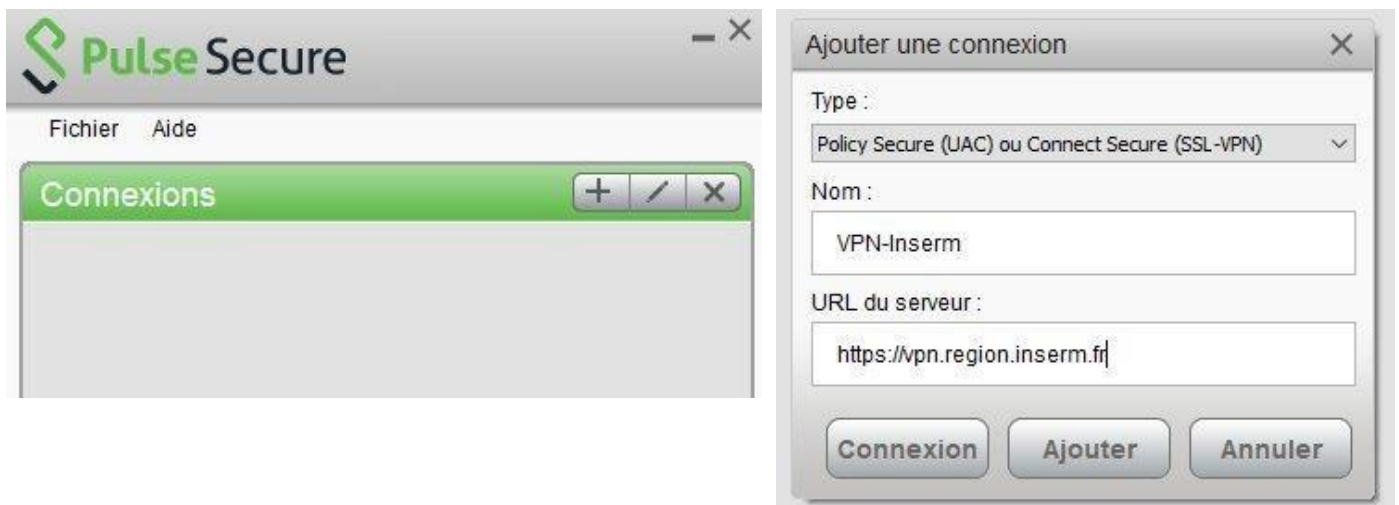 Pulse Secure
Fichier Aide
Connexions
Ajouter une connexion
Type :
Policy Secure (UAC) ou Connect Secure (SSL-VPN)
Nom :
VPN-Inserm
URL du serveur :
https://vpn.region.inserm.fr
Connexion Ajouter Annuler